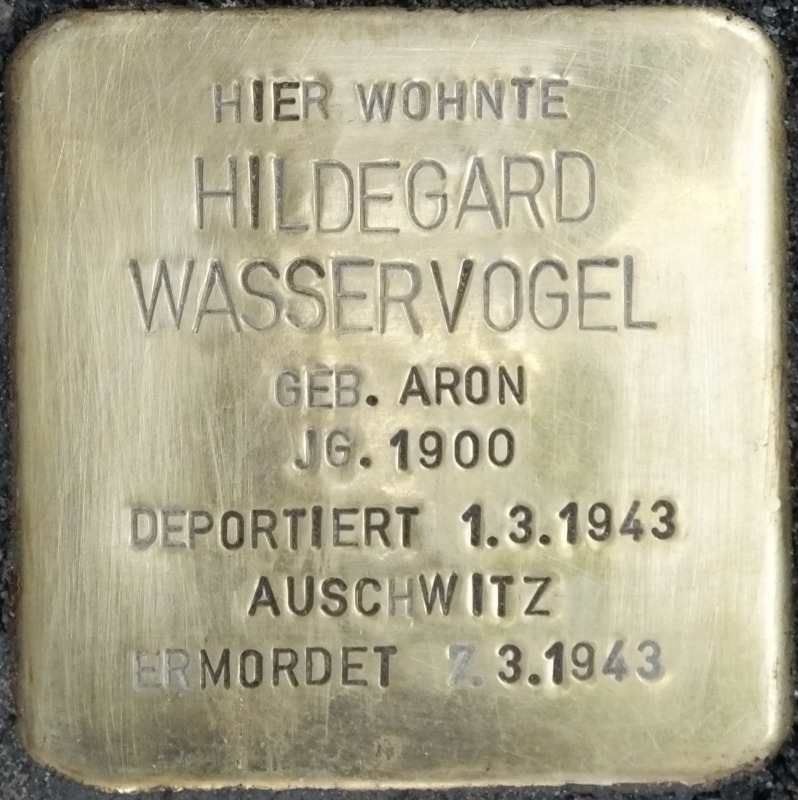 HIER WOHNTE
HILDEGARD
WASSERVOGEL
GEB. ARON
JG. 1900
DEPORTIERT 1.3.1943
AUSCHWITZ
ERMORDET 7.3.1943